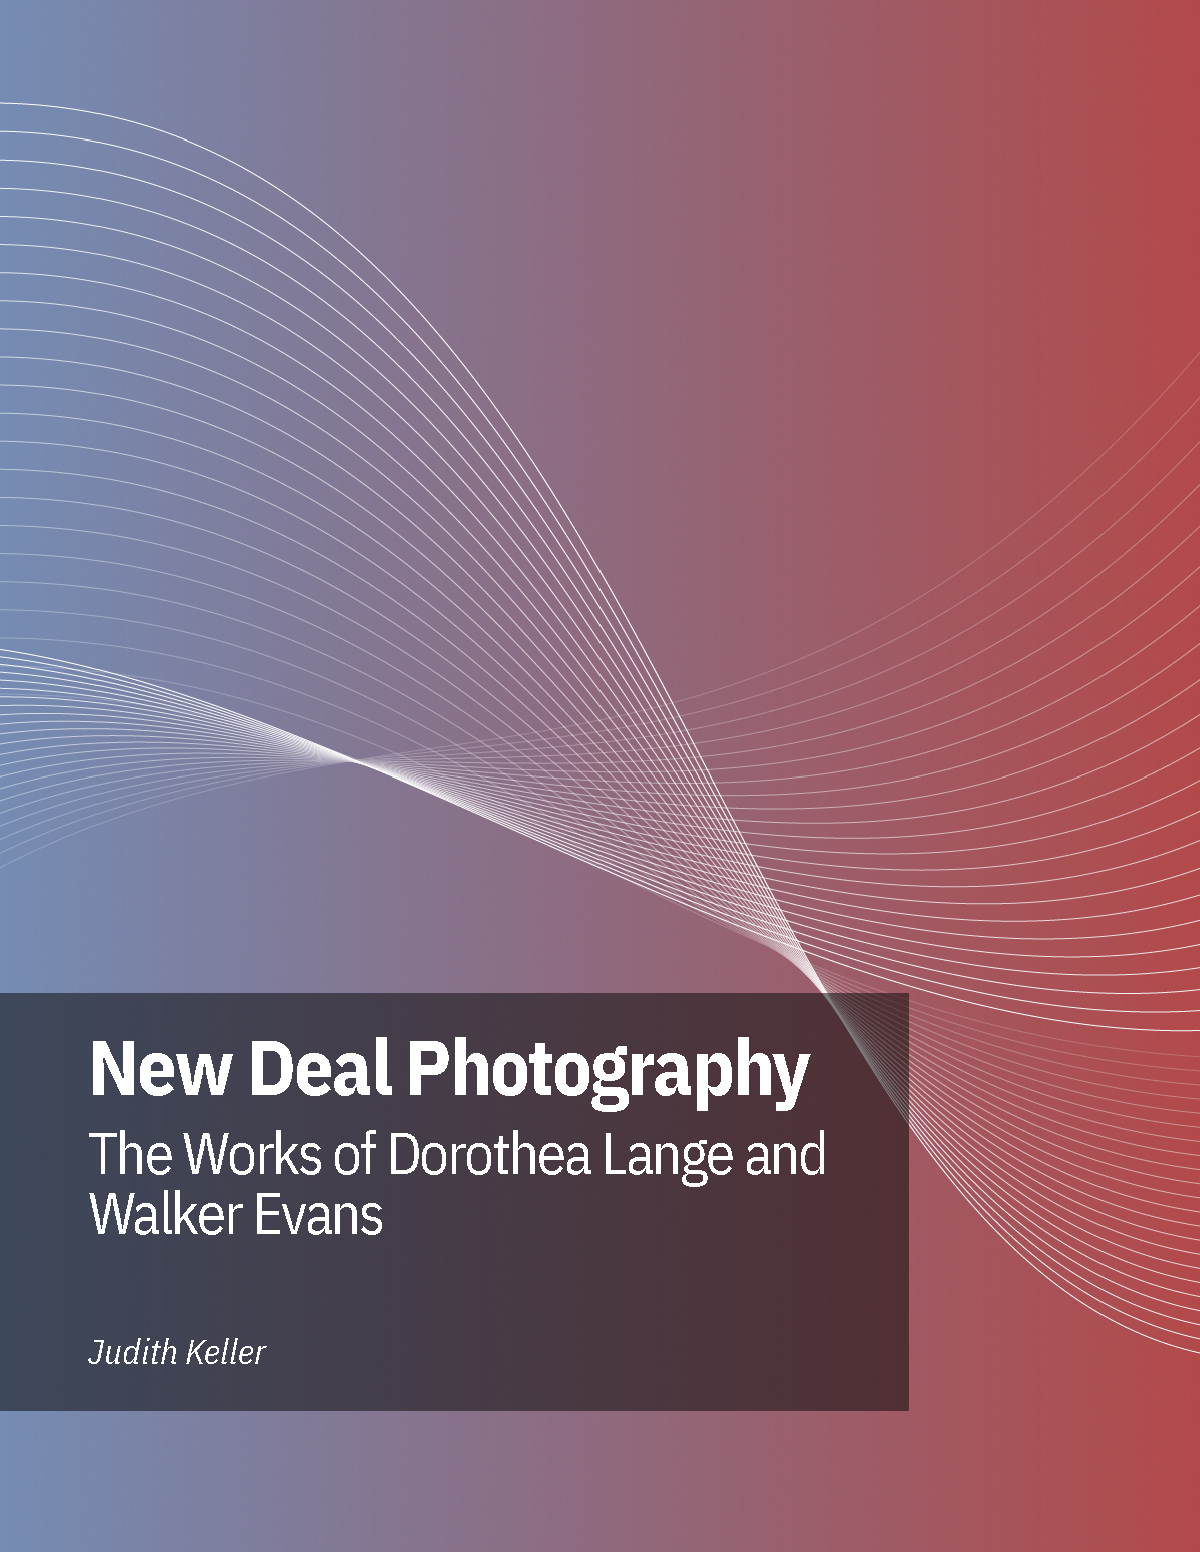 New Deal Photography
The Works of Dorothea Lange and
Walker Evans
Judith Keller